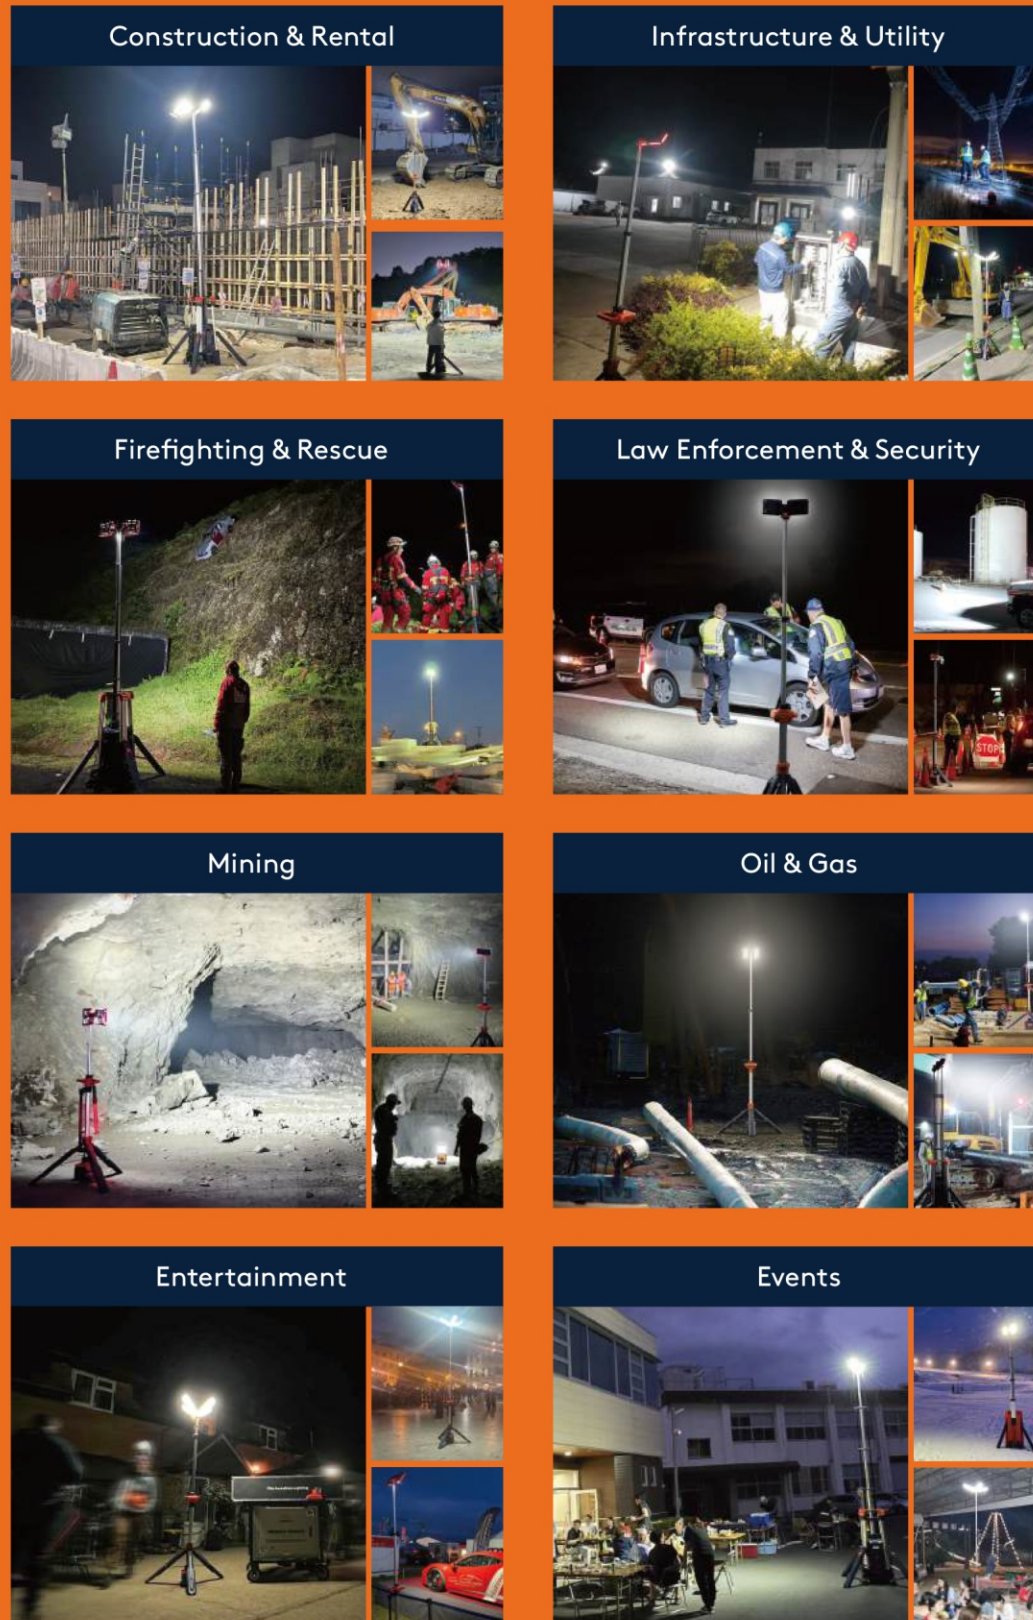 Construction & Rental
Infrastructure & Utility
Firefighting & Rescue
Law Enforcement & Security
STOP
Mining
Oil & Gas
Entertainment
Events